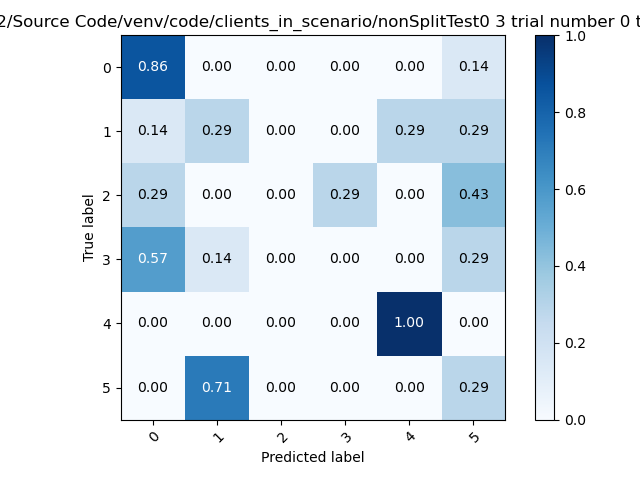 2/Source Code/venv/code/clients_in_scenario/nonSplitTest0 3 trial number 0 t
True label
0 0.86 0.00 0.00 0.00 0.00 0.14
1 0.14 0.29 0.00 0.00 0.29 0.29
2 0.29 0.00 0.00 0.29 0.00 0.43
3 0.57 0.14 0.00 0.00 0.00 0.29
4 0.00 0.00 0.00 0.00 1.00 0.00
5 0.00 0.71 0.00 0.00 0.00 0.29
0 1 2 3 4 5
Predicted label
1.0
0.8
0.6
0.4
0.2
0.0